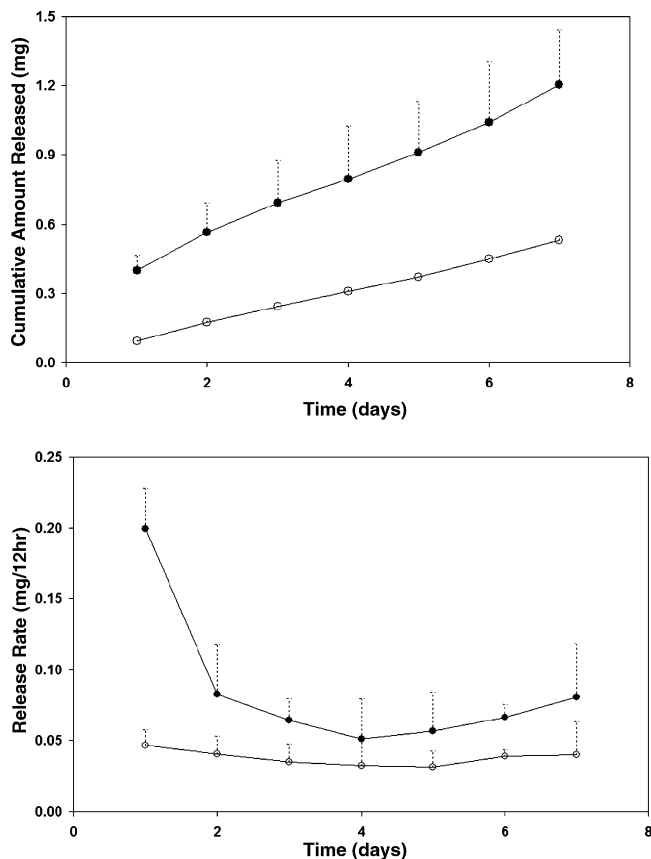 Cumulative Amount Released (mg)
1.5
1.2
0.9
0.6
0.3
0.0
0 2 4 6 8
Time (days)
Release Rate (mg/12hr)
0.25
0.20
0.15
0.10
0.05
0.00
0 2 4 6 8
Time (days)